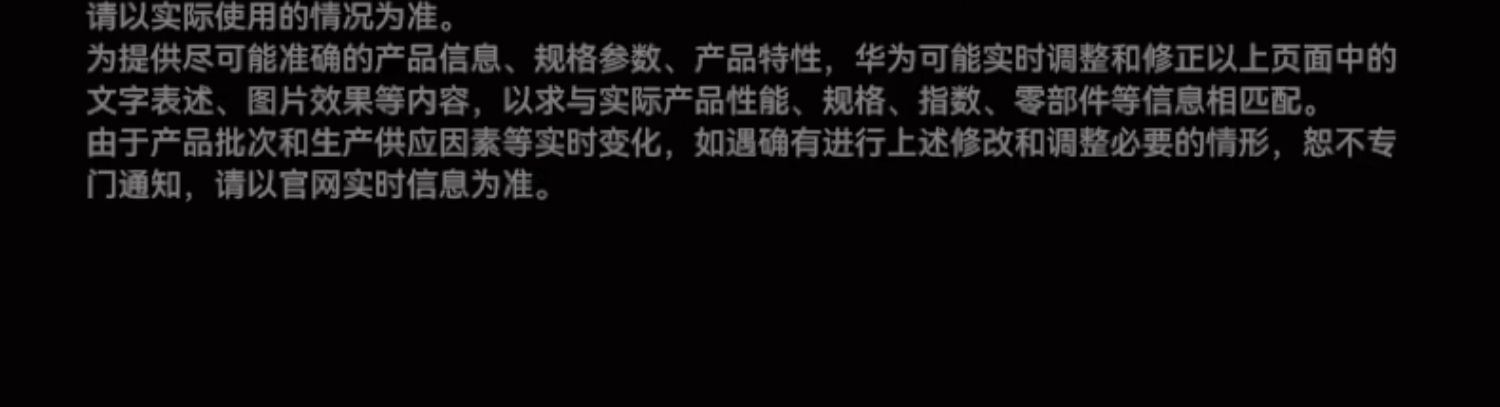 请以实际使用的情况为准。
为提供尽可能准确的产品信息、规格参数、产品特性，华为可能实时调整和修正以上页面中的
文字表述、图片效果等内容，以求与实际产品性能、规格、指数、零部件等信息相匹配。
由于产品批次和生产供应因素等实时变化，如遇确有进行上述修改和调整必要的情形，恕不专
门通知，请以官网实时信息为准。